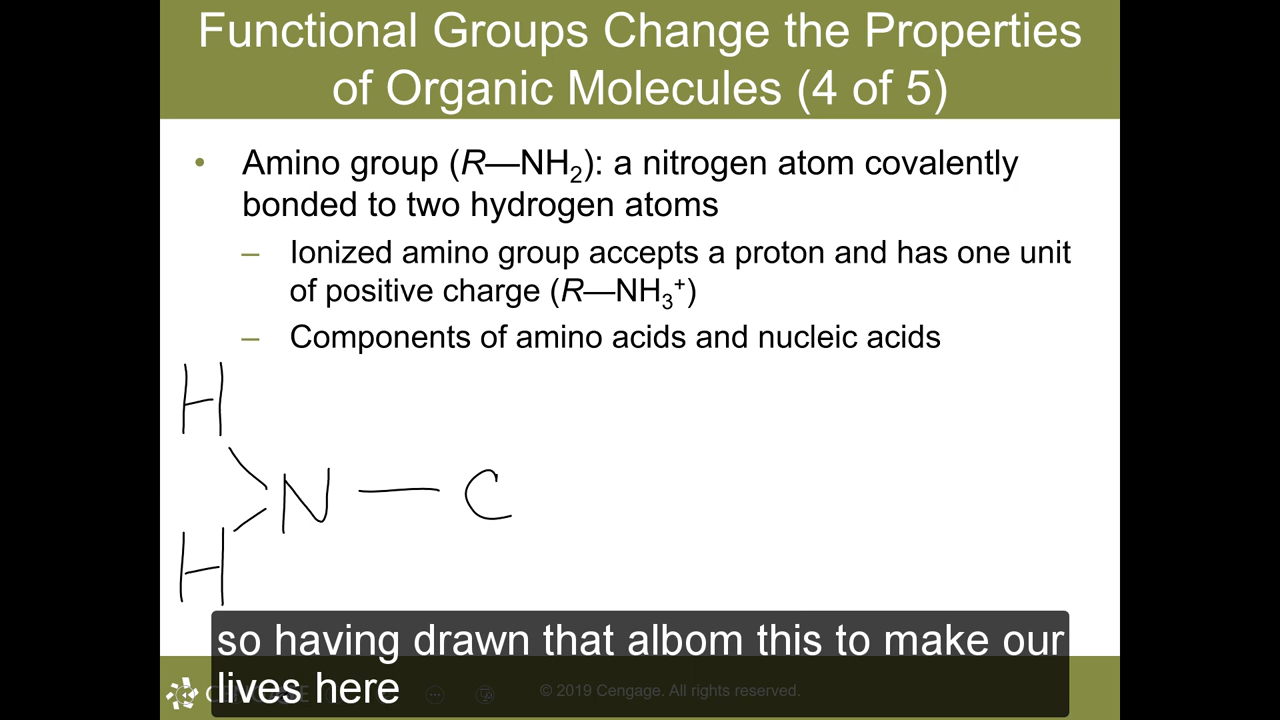 Functional Groups Change the Properties
of Organic Molecules (4 of 5)
• Amino group (R—NH₂): a nitrogen atom covalently
bonded to two hydrogen atoms
– Ionized amino group accepts a proton and has one unit
of positive charge (R—NH₃⁺)
– Components of amino acids and nucleic acids
H
N — C
H
so having drawn that albom this to make our
lives here
© 2019 Cengage. All rights reserved.